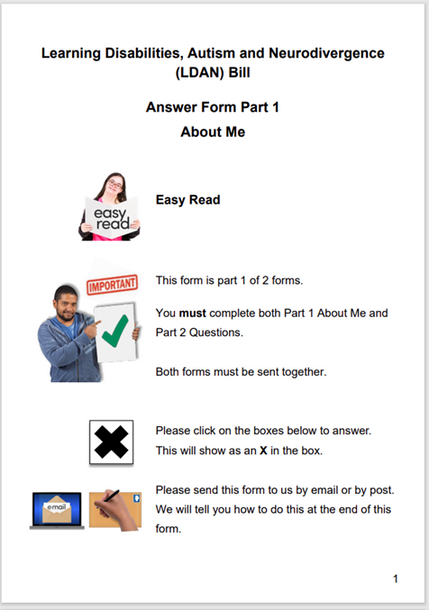 Learning Disabilities, Autism and Neurodivergence
(LDAN) Bill
Answer Form Part 1
About Me
easy
read
Easy Read
IMPORTANT
This form is part 1 of 2 forms.
You must complete both Part 1 About Me and
Part 2 Questions.
Both forms must be sent together.
Please click on the boxes below to answer.
This will show as an X in the box.
email
Please send this form to us by email or by post.
We will tell you how to do this at the end of this
form.
1